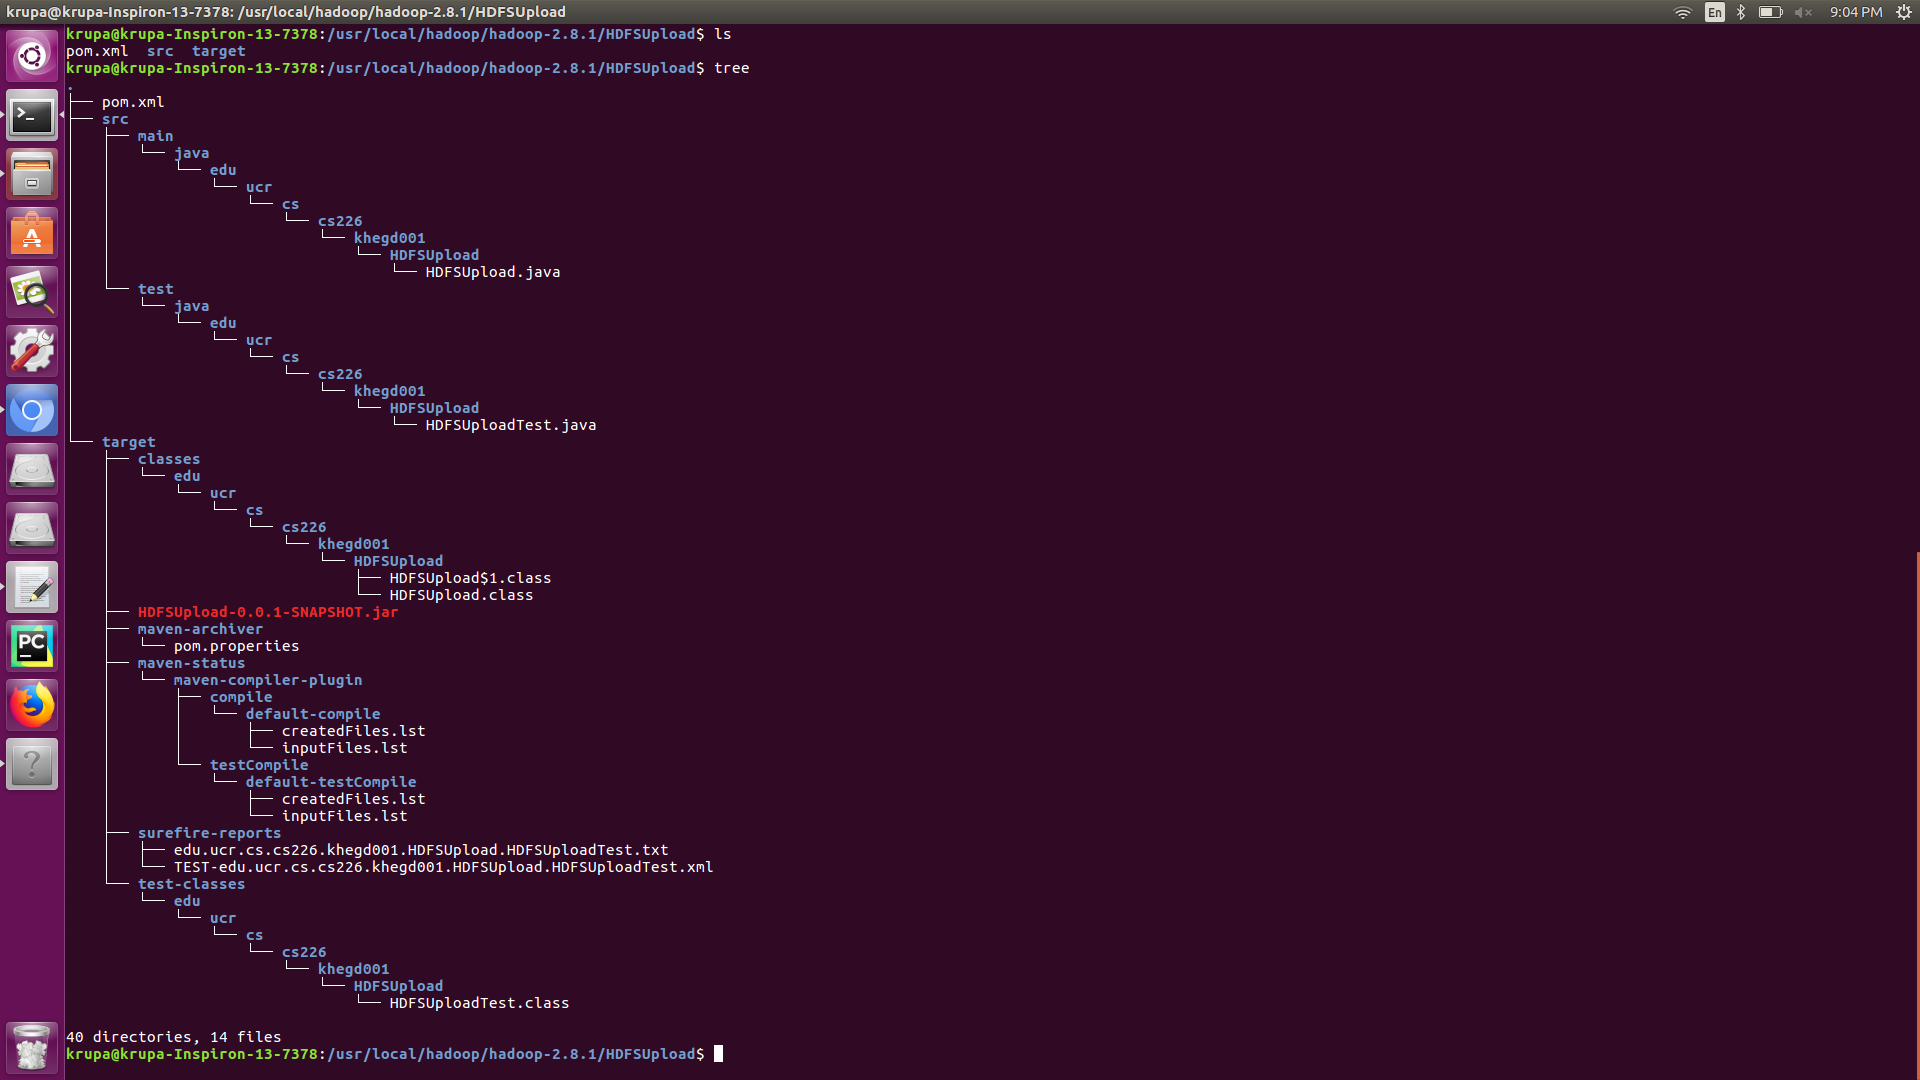 krupa@krupa-Inspiron-13-7378: /usr/local/hadoop/hadoop-2.8.1/HDFSUpload
En
9:04 PM
krupa@krupa-Inspiron-13-7378:/usr/local/hadoop/hadoop-2.8.1/HDFSUpload$ ls
pom.xml  src  target
krupa@krupa-Inspiron-13-7378:/usr/local/hadoop/hadoop-2.8.1/HDFSUpload$ tree
.
├── pom.xml
├── src
│   ├── main
│   │   └── java
│   │       └── edu
│   │           └── ucr
│   │               └── cs
│   │                   └── cs226
│   │                       └── khegd001
│   │                           └── HDFSUpload
│   │                               └── HDFSUpload.java
│   └── test
│       └── java
│           └── edu
│               └── ucr
│                   └── cs
│                       └── cs226
│                           └── khegd001
│                               └── HDFSUpload
│                                   └── HDFSUploadTest.java
└── target
    ├── classes
    │   └── edu
    │       └── ucr
    │           └── cs
    │               └── cs226
    │                   └── khegd001
    │                       └── HDFSUpload
    │                           ├── HDFSUpload$1.class
    │                           └── HDFSUpload.class
    ├── HDFSUpload-0.0.1-SNAPSHOT.jar
    ├── maven-archiver
    │   └── pom.properties
    ├── maven-status
    │   └── maven-compiler-plugin
    │       ├── compile
    │       │   └── default-compile
    │       │       ├── createdFiles.lst
    │       │       └── inputFiles.lst
    │       └── testCompile
    │           └── default-testCompile
    │               ├── createdFiles.lst
    │               └── inputFiles.lst
    ├── surefire-reports
    │   ├── edu.ucr.cs.cs226.khegd001.HDFSUpload.HDFSUploadTest.txt
    │   └── TEST-edu.ucr.cs.cs226.khegd001.HDFSUpload.HDFSUploadTest.xml
    └── test-classes
        └── edu
            └── ucr
                └── cs
                    └── cs226
                        └── khegd001
                            └── HDFSUpload
                                └── HDFSUploadTest.class
PC
40 directories, 14 files
krupa@krupa-Inspiron-13-7378:/usr/local/hadoop/hadoop-2.8.1/HDFSUpload$